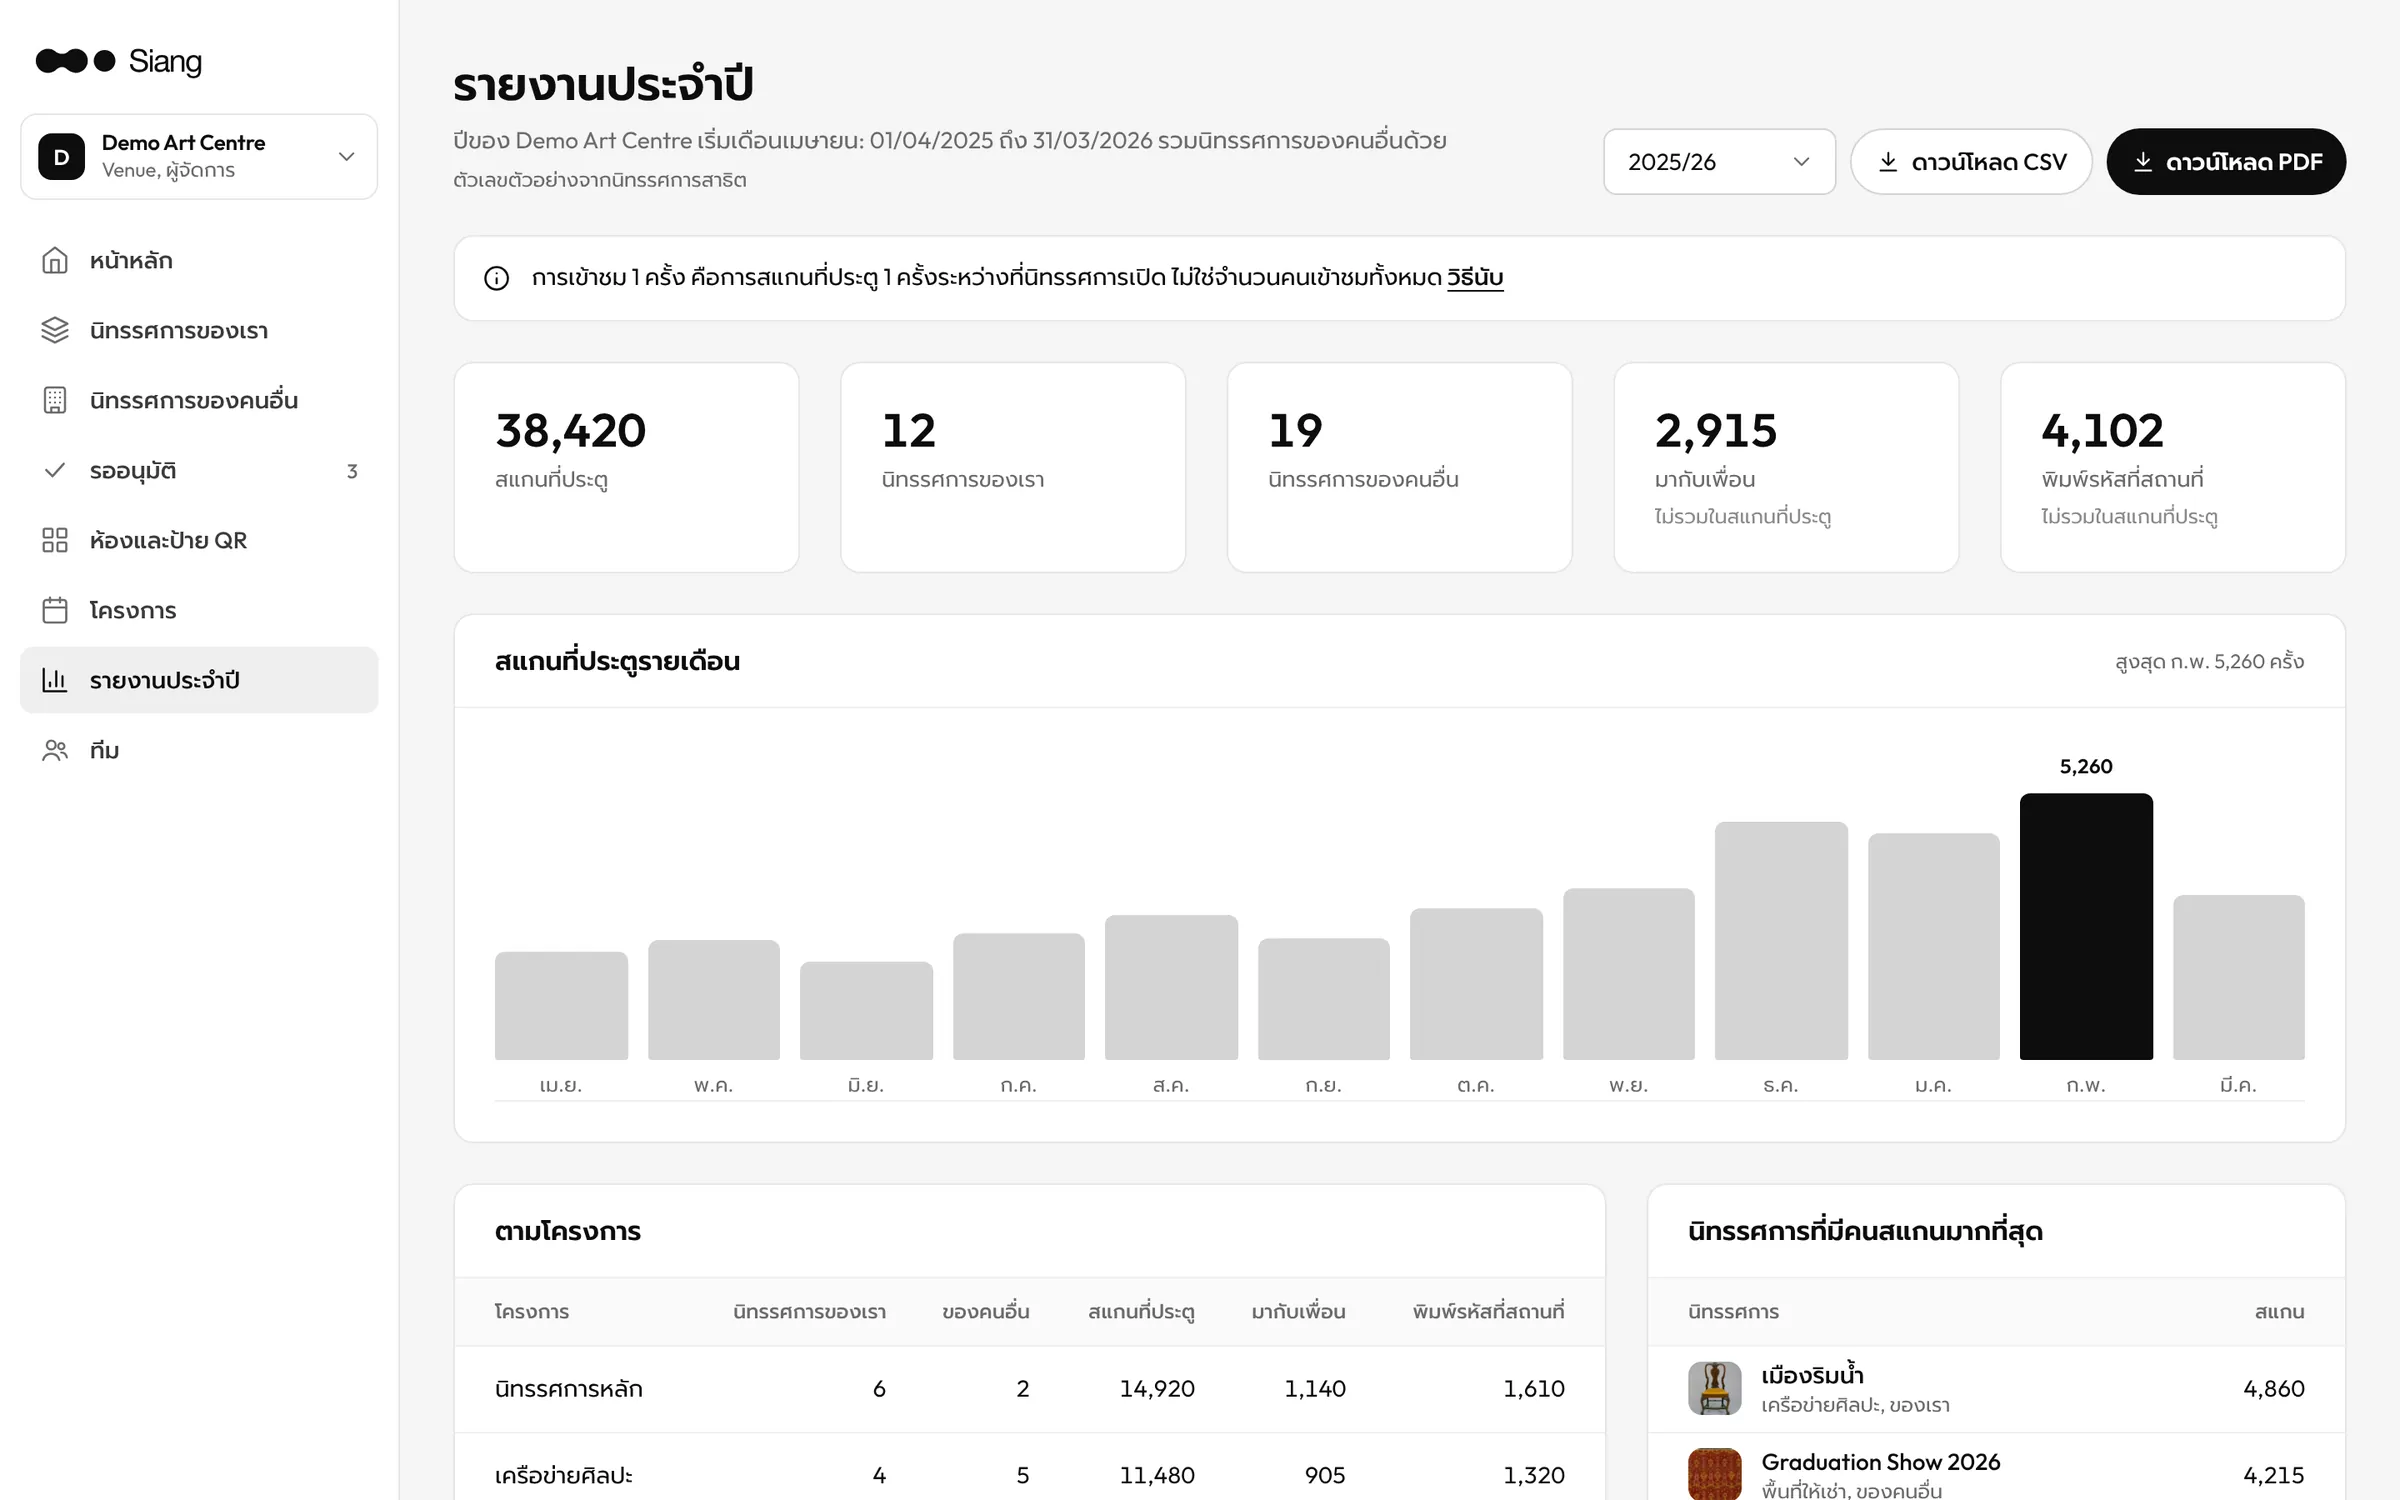 Siang
D
Demo Art Centre
Venue, ผู้จัดการ
หน้าหลัก
นิทรรศการของเรา
นิทรรศการของคนอื่น
รออนุมัติ 3
ห้องและป้าย QR
โครงการ
รายงานประจำปี
ทีม
รายงานประจำปี
ปีของ Demo Art Centre เริ่มเดือนเมษายน: 01/04/2025 ถึง 31/03/2026 รวมนิทรรศการของคนอื่นด้วย
ตัวเลขตัวอย่างจากนิทรรศการสาธิต
2025/26
ดาวน์โหลด CSV
ดาวน์โหลด PDF
การเข้าชม 1 ครั้ง คือการสแกนที่ประตู 1 ครั้งระหว่างที่นิทรรศการเปิด ไม่ใช่จำนวนคนเข้าชมทั้งหมด วิธีนับ
38,420
สแกนที่ประตู
12
นิทรรศการของเรา
19
นิทรรศการของคนอื่น
2,915
มากับเพื่อน
ไม่รวมในสแกนที่ประตู
4,102
พิมพ์รหัสที่สถานที่
ไม่รวมในสแกนที่ประตู
สแกนที่ประตูรายเดือน
สูงสุด ก.พ. 5,260 ครั้ง
5,260
เม.ย. พ.ค. มิ.ย. ก.ค. ส.ค. ก.ย. ต.ค. พ.ย. ธ.ค. ม.ค. ก.พ. มี.ค.
ตามโครงการ
โครงการ นิทรรศการของเรา ของคนอื่น สแกนที่ประตู มากับเพื่อน พิมพ์รหัสที่สถานที่
นิทรรศการหลัก 6 2 14,920 1,140 1,610
เครือข่ายศิลปะ 4 5 11,480 905 1,320
นิทรรศการที่มีคนสแกนมากที่สุด
นิทรรศการ สแกน
เมืองริมน้ำ
เครือข่ายศิลปะ, ของเรา
4,860
Graduation Show 2026
พื้นที่ให้เช่า, ของคนอื่น
4,215